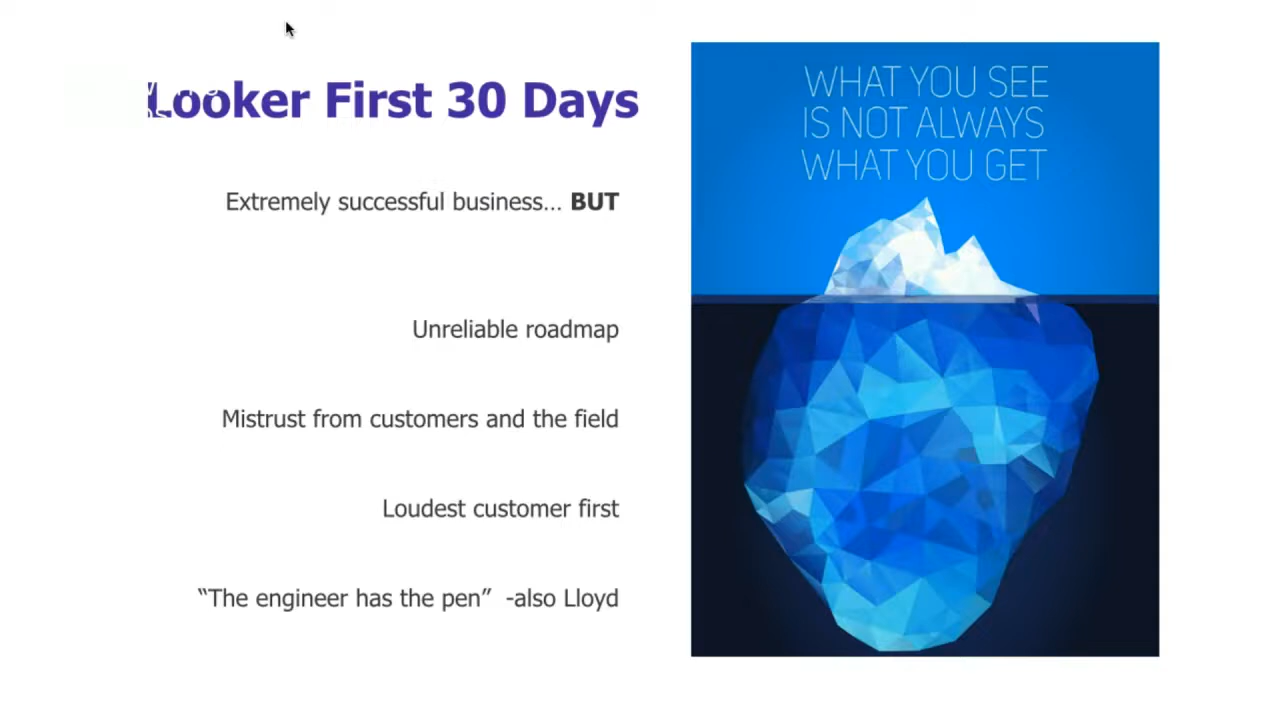 Looker First 30 Days
Extremely successful business… BUT
Unreliable roadmap
Mistrust from customers and the field
Loudest customer first
“The engineer has the pen” -also Lloyd
WHAT YOU SEE
IS NOT ALWAYS
WHAT YOU GET